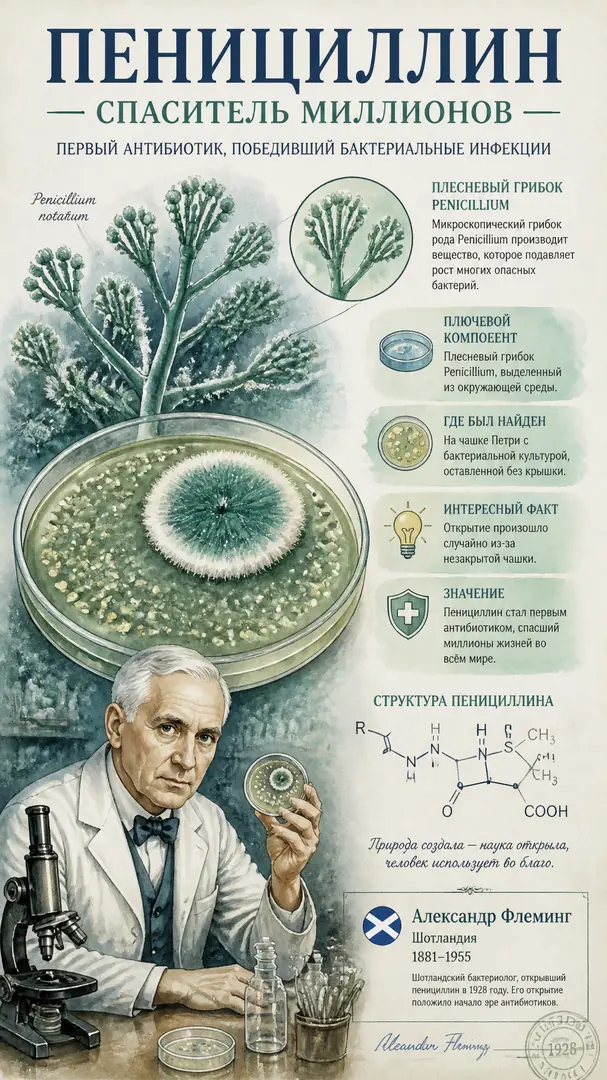 ПЕНИЦИЛЛИН
СПАСИТЕЛЬ МИЛЛИОНОВ
ПЕРВЫЙ АНТИБИОТИК, ПОБЕДИВШИЙ БАКТЕРИАЛЬНЫЕ ИНФЕКЦИИ
Penicillium
notatum
ПЛЕСНЕВЫЙ ГРИБОК
PENICILLIUM
Микроскопический грибок
рода Penicillium производит
вещество, которое подавляет
рост многих опасных
бактерий.
ПЛЮЧЕВОЙ
КОМПОЕЕНТ
Плесневый грибок
Penicillium, выделенный
из окружающей среды.
ГДЕ БЫЛ НАЙДЕН
На чашке Петри с
бактериальной культурой,
оставленной без крышки.
ИНТЕРЕСНЫЙ ФАКТ
Открытие произошло
случайно из-за
незакрытой чашки.
ЗНАЧЕНИЕ
Пенициллин стал первым
антибиотиком, спасший
миллионы жизней во
всём мире.
СТРУКТУРА ПЕНИЦИЛЛИНА
R H H S CH₃
N N N
H CH₃
O COOH
Природа создала – наука открыла,
человек использует во благо.
Александр Флеминг
Шотландия
1881–1955
Шотландский бактериолог, открывший
пенициллин в 1928 году. Его открытие
положило начало эре антибиотиков.
1928